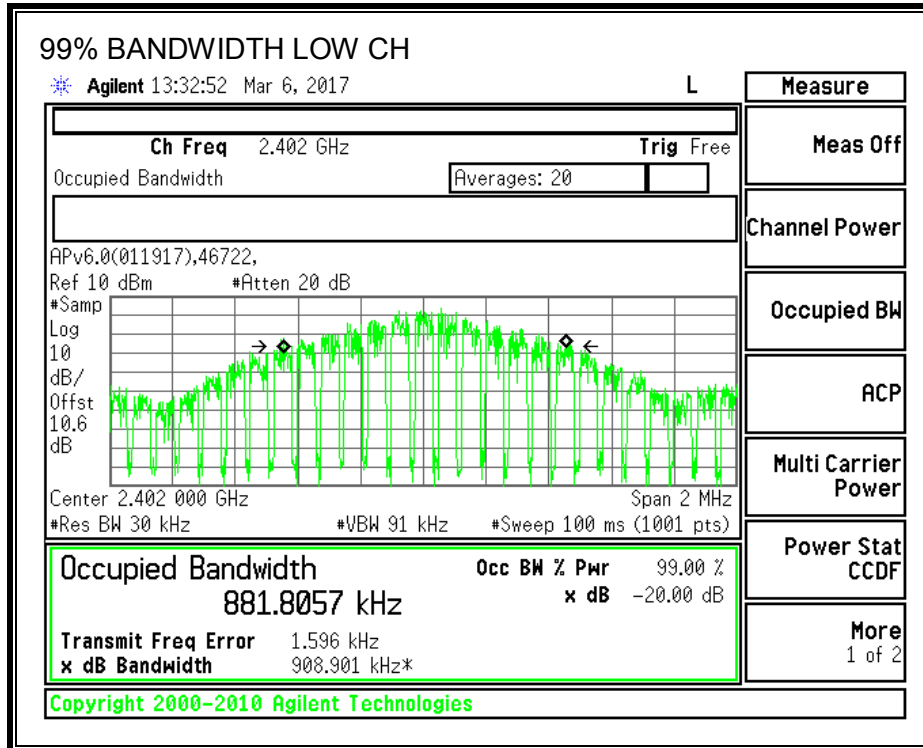 99% BANDWIDTH LOW CH
Agilent 13:32:52 Mar 6, 2017 L
Measure
Ch Freq 2.402 GHz Trig Free
Meas Off
Occupied Bandwidth Averages: 20
Channel Power
APv6.0(011917),46722,
Ref 10 dBm #Atten 20 dB
#Samp
Log
10
dB/
Offst
10.6
dB
Occupied BW
ACP
Multi Carrier
Power
Center 2.402 000 GHz Span 2 MHz
#Res BW 30 kHz #VBW 91 kHz #Sweep 100 ms (1001 pts)
Occupied Bandwidth Occ BW % Pwr 99.00 %
881.8057 kHz x dB -20.00 dB
Transmit Freq Error 1.596 kHz
x dB Bandwidth 908.901 kHz*
Power Stat
CCDF
More
1 of 2
Copyright 2000-2010 Agilent Technologies